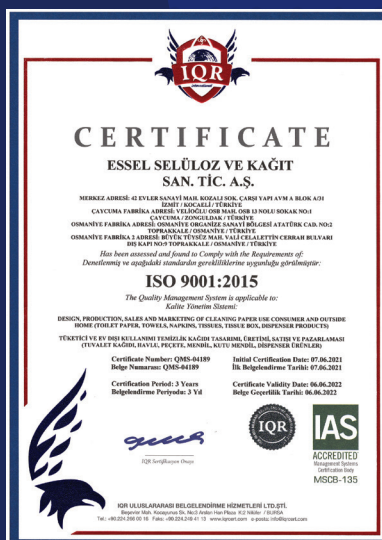 IQR
International
CERTIFICATE
ESSEL SELÜLOZ VE KAĞIT
SAN. TİC. A.Ş.
MERKEZ ADRESİ: 42 EVLER SANAYİ MAH. KOZALI SOK. ÇARŞI YAPI AVM A BLOK A/31
İZMİT / KOCAELİ / TÜRKİYE
ÇAYCUMA FABRİKA ADRESİ: VELİOĞLU OSB MAH. OSB 13 NOLU SOKAK NO:1
ÇAYCUMA / ZONGULDAK / TÜRKİYE
OSMANİYE FABRİKA ADRESİ: OSMANİYE ORGANİZE SANAYİ BÖLGESİ ATATÜRK CAD. NO:2
TOPRAKKALE / OSMANİYE / TÜRKİYE
OSMANİYE FABRİKA 2 ADRESİ: BÜYÜK TÜYSÜZ MAH. VALİ CELALETTİN CERRAH BULVARI
DIŞ KAPI NO:9 TOPRAKKALE / OSMANİYE / TÜRKİYE
Has been assessed and found to Comply with the Requirements of:
Denetlenmiş ve aşağıdaki standardın gerekliliklerine uygunluğu görülmüştür:
ISO 9001:2015
The Quality Management System is applicable to:
Kalite Yönetim Sistemi:
DESIGN, PRODUCTION, SALES AND MARKETING OF CLEANING PAPER USE CONSUMER AND OUTSIDE
HOME (TOILET PAPER, TOWELS, NAPKINS, TISSUES, TISSUE BOX, DISPENSER PRODUCTS)
TÜKETİCİ VE EV DIŞI KULLANIMI TEMİZLİK KAĞIDI TASARIMI, ÜRETİMİ, SATIŞ VE PAZARLAMASI
(TUVALET KAĞIDI, HAVLU, PEÇETE, MENDİL, KUTU MENDİL, DİSPENSER ÜRÜNLER)
Certificate Number: QMS-04189
Belge Numarası: QMS-04189
Initial Certification Date: 07.06.2021
İlk Belgelendirme Tarihi: 07.06.2021
Certification Period: 3 Years
Belgelendirme Periyodu: 3 Yıl
Certificate Validity Date: 06.06.2022
Belge Geçerlilik Tarihi: 06.06.2022
IQR Sertifikasyon Onayı
IQR
IAS
ACCREDITED
Management Systems
Certification Body
MSCB-135
IQR ULUSLARARASI BELGELENDİRME HİZMETLERİ LTD.ŞTİ.